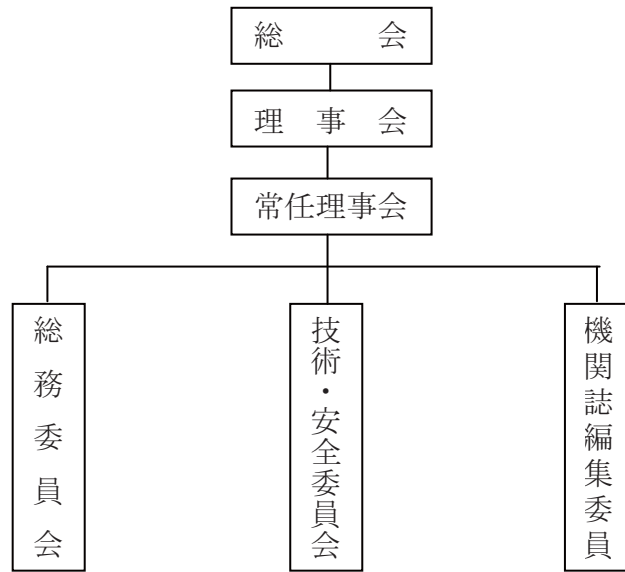 総会
理事会
常任理事会
総務委員会
技術・安全委員会
機関誌編集委員